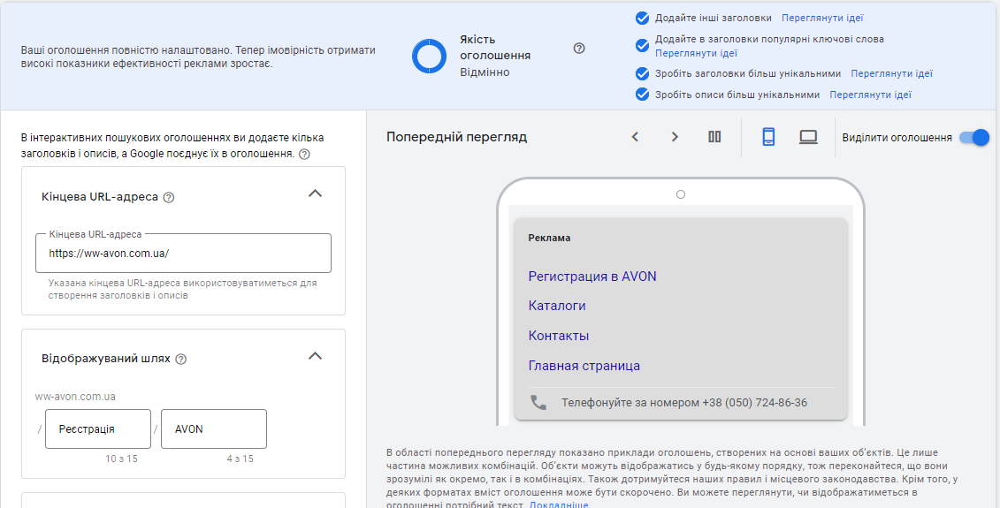 Ваші оголошення повністю налаштовано. Тепер імовірність отримати
високі показники ефективності реклами зростає.
Якість
оголошення
Відмінно
Додайте інші заголовки Переглянути ідеї
Додайте в заголовки популярні ключові слова
Переглянути ідеї
Зробіть заголовки більш унікальними Переглянути ідеї
Зробіть описи більш унікальними Переглянути ідеї
В інтерактивних пошукових оголошеннях ви додаєте кілька
заголовків і описів, а Google поєднує їх в оголошення.
Кінцева URL-адреса
Кінцева URL-адреса
https://ww-avon.com.ua/
Указана кінцева URL-адреса використовуватиметься для
створення заголовків і описів
Відображуваний шлях
ww-avon.com.ua
/ Реєстрація / AVON
10 з 15 4 з 15
Попередній перегляд
Виділити оголошення
Реклама
Регистрация в AVON
Каталоги
Контакты
Главная страница
Телефонуйте за номером +38 (050) 724-86-36
В області попереднього перегляду показано приклади оголошень, створених на основі ваших об'єктів. Це лише
частина можливих комбінацій. Об'єкти можуть відображатись у будь-якому порядку, тож переконайтеся, що вони
зрозумілі як окремо, так і в комбінаціях. Також дотримуйтеся наших правил і місцевого законодавства. Крім того, у
деяких форматах вміст оголошення може бути скорочено. Ви можете переглянути, чи відображатиметься в
оголошенні потрібний текст. Докладніше